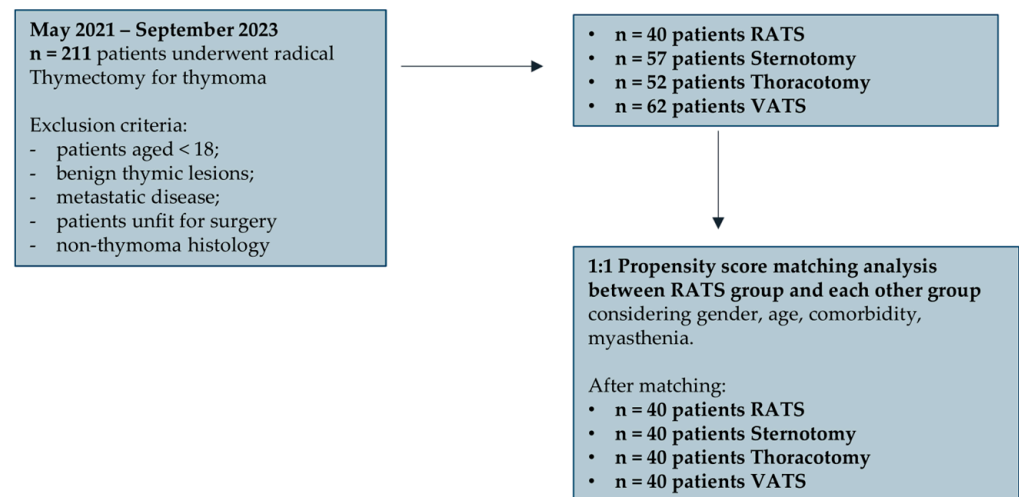 May 2021 – September 2023
n = 211 patients underwent radical
Thymectomy for thymoma
Exclusion criteria:
- patients aged < 18;
- benign thymic lesions;
- metastatic disease;
- patients unfit for surgery
- non-thymoma histology
• n = 40 patients RATS
• n = 57 patients Sternotomy
• n = 52 patients Thoracotomy
• n = 62 patients VATS
1:1 Propensity score matching analysis
between RATS group and each other group
considering gender, age, comorbidity,
myasthenia.
After matching:
• n = 40 patients RATS
• n = 40 patients Sternotomy
• n = 40 patients Thoracotomy
• n = 40 patients VATS